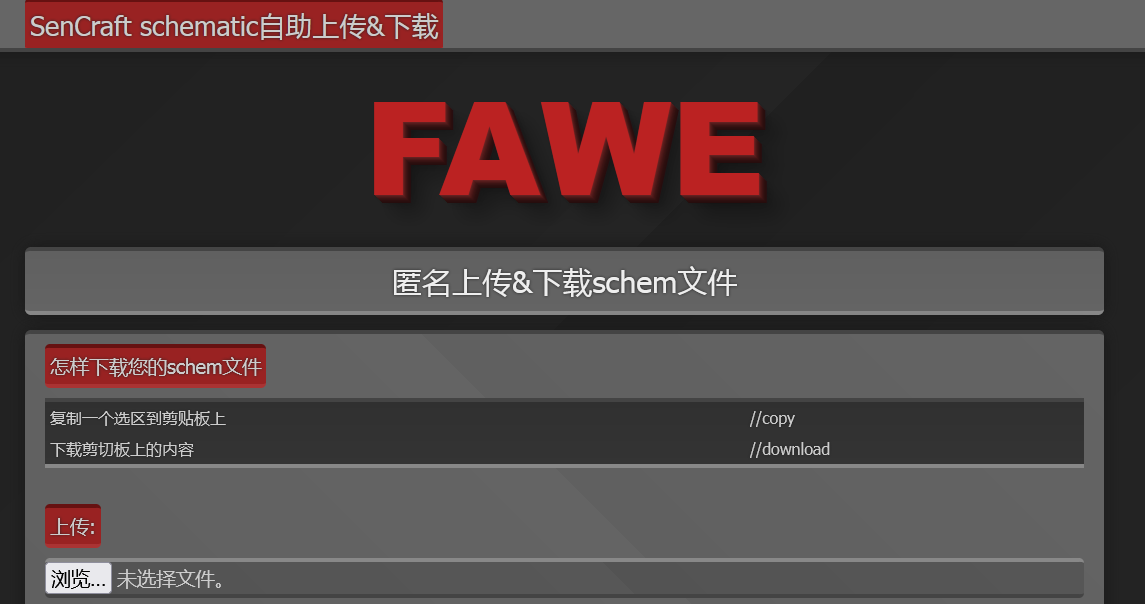 SenCraft schematic自助上传&下载
FAWE
匿名上传&下载schem文件
怎样下载您的schem文件
复制一个选区到剪贴板上 //copy
下载剪切板上的内容 //download
上传:
浏览... 未选择文件。